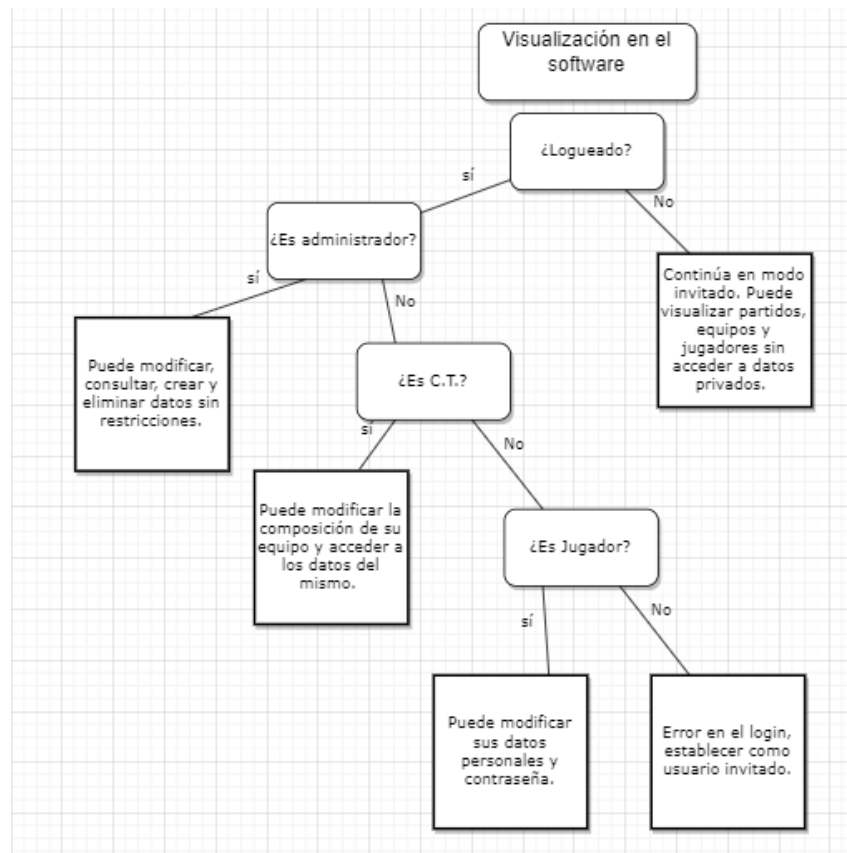 Visualización en el
software
¿Logueado?
sí
No
¿Es administrador?
sí
No
Continúa en modo
invitado. Puede
visualizar partidos,
equipos y
jugadores sin
acceder a datos
privados.
Puede modificar,
consultar, crear y
eliminar datos sin
restricciones.
¿Es C.T.?
sí
No
Puede modificar la
composición de su
equipo y acceder a
los datos del
mismo.
¿Es Jugador?
sí
No
Puede modificar
sus datos
personales y
contraseña.
Error en el login,
establecer como
usuario invitado.